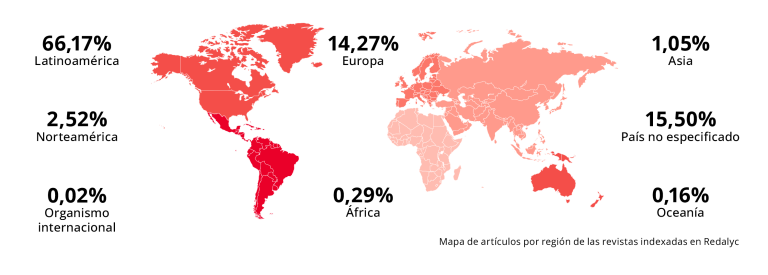 66,17%
Latinoamérica
14,27%
Europa
1,05%
Asia
2,52%
Norteamérica
15,50%
País no especificado
0,02%
Organismo
internacional
0,29%
África
0,16%
Oceanía
Mapa de artículos por región de las revistas indexadas en Redalyc